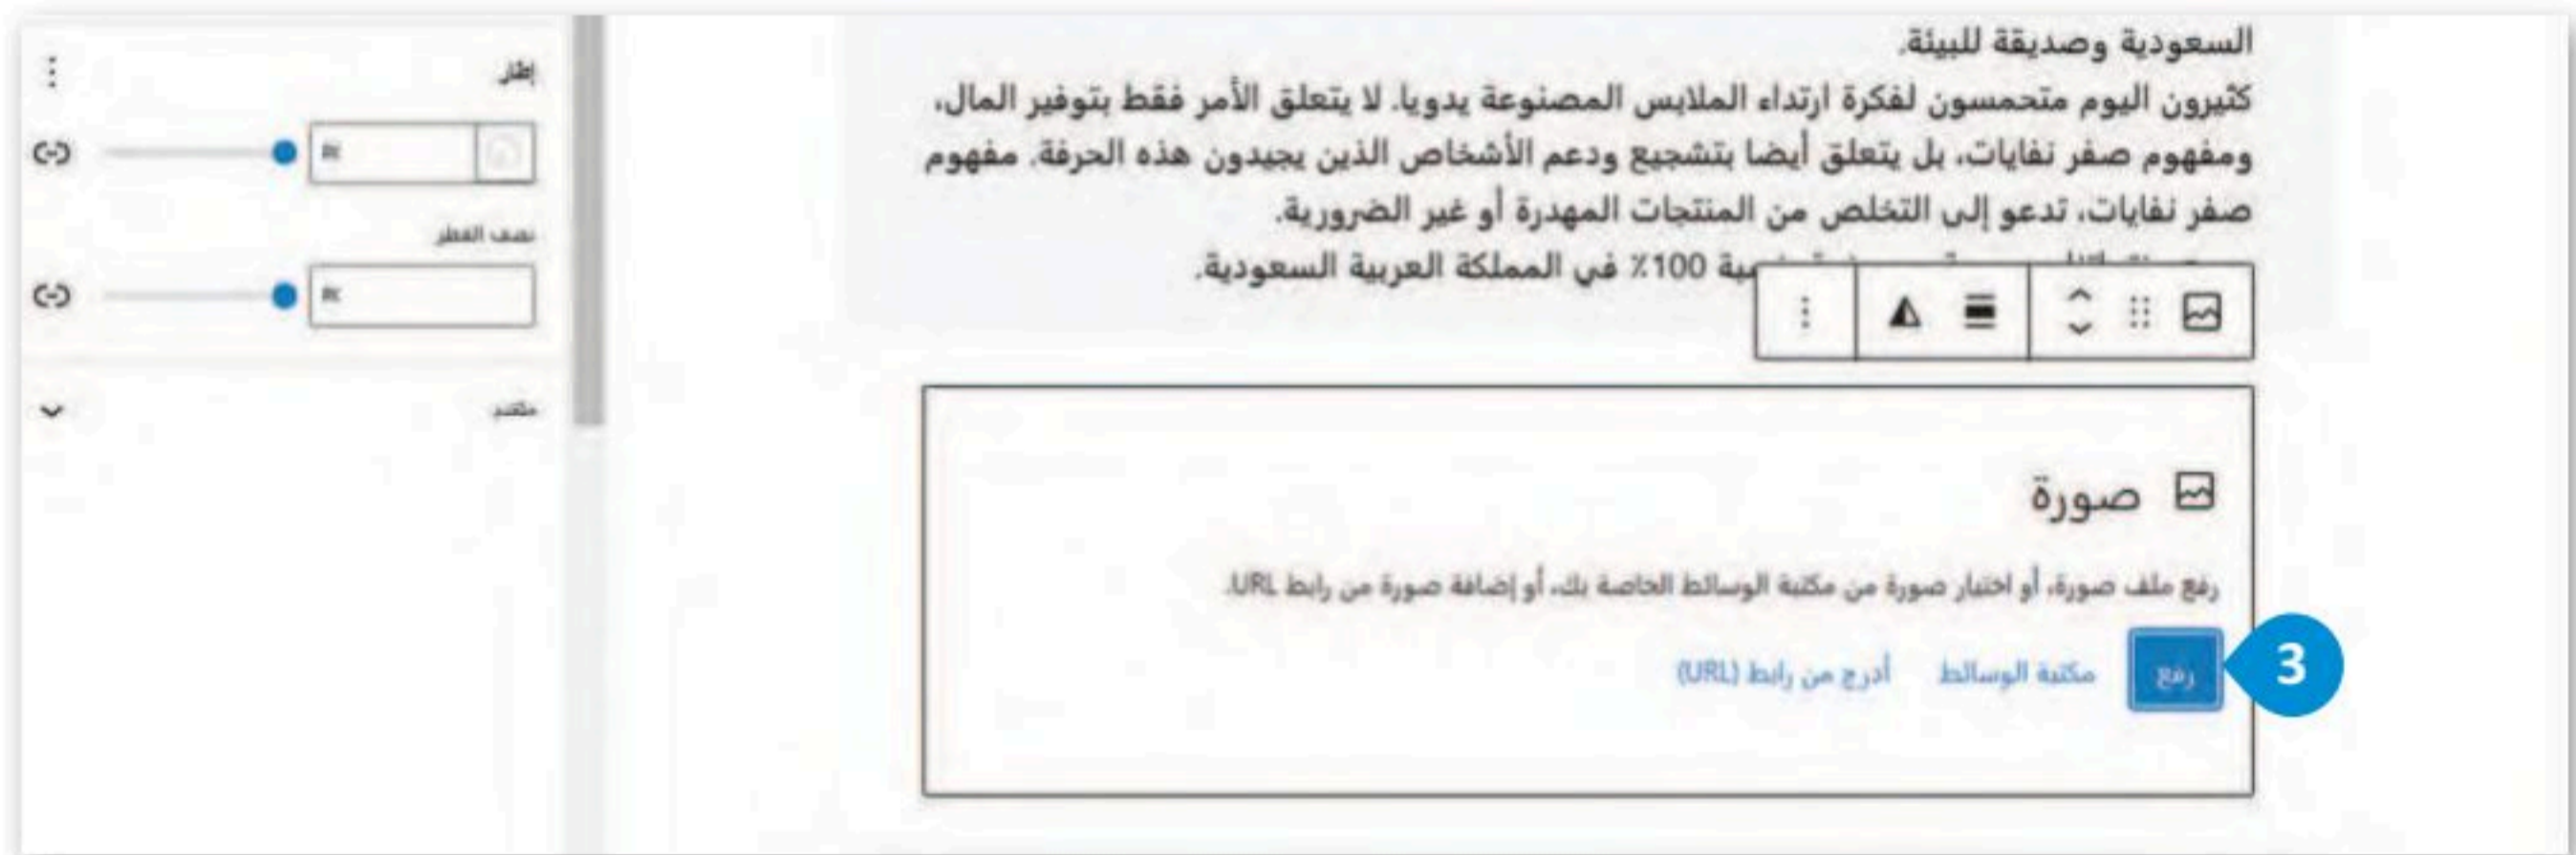 السعودية وصديقة للبيئة.
كثيرون اليوم متحمسون لفكرة ارتداء الملابس المصنوعة يدويا. لا يتعلق الأمر فقط بتوفير المال،
ومفهوم صفر نفايات، بل يتعلق أيضا بتشجيع ودعم الأشخاص الذين يجيدون هذه الحرفة. مفهوم
صفر نفايات، تدعو إلى التخلص من المنتجات المهدرة أو غير الضرورية.
100٪ في المملكة العربية السعودية.
صورة
رفع ملف صورة، أو اختيار صورة من مكتبة الوسائط الخاصة بك، أو إضافة صورة من رابط URL.
رفع مكتبة الوسائط أدرج من رابط (URL)
3
إطار
نصف القطر
متقدم